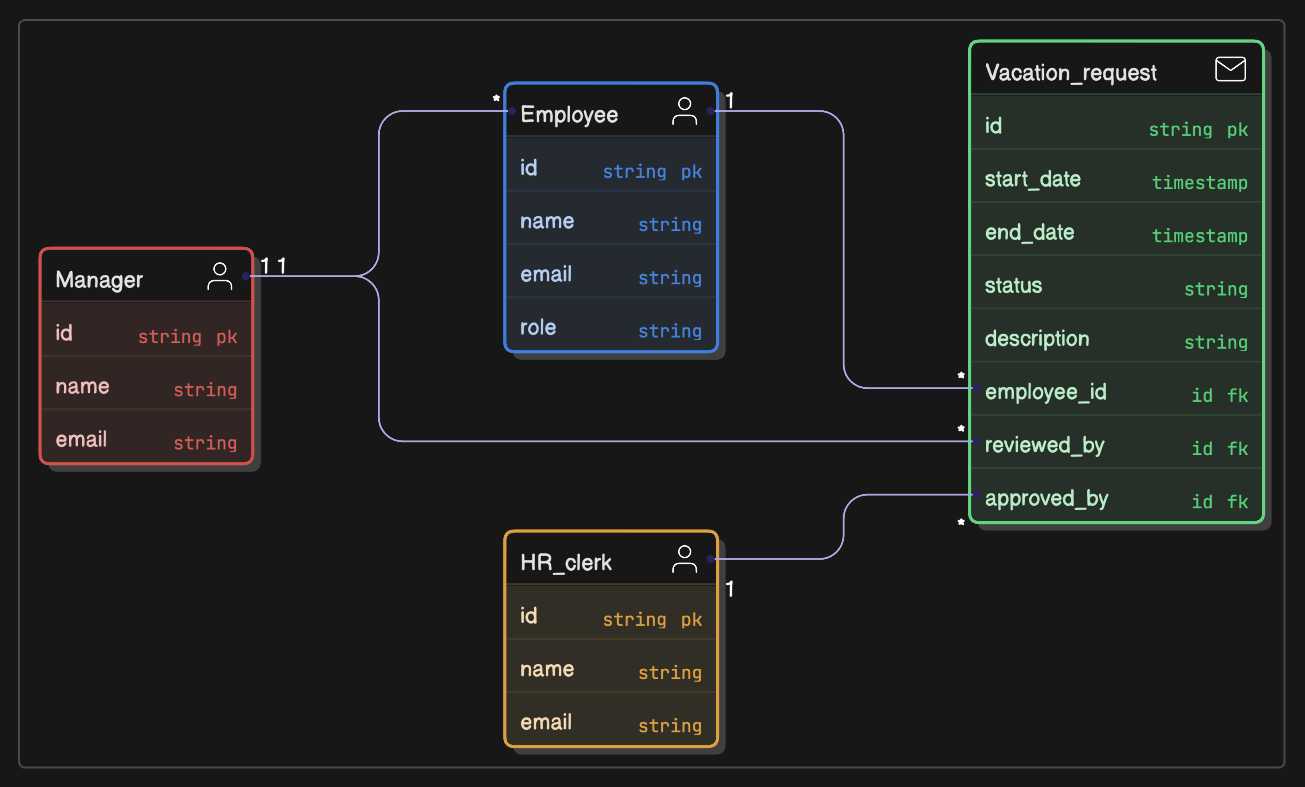 Manager
id string pk
name string
email string
1 1
*
Employee
id string pk
name string
email string
role string
1
HR_clerk
id string pk
name string
email string
1
Vacation_request
id string pk
start_date timestamp
end_date timestamp
status string
description string
* employee_id id fk
* reviewed_by id fk
approved_by id fk
*